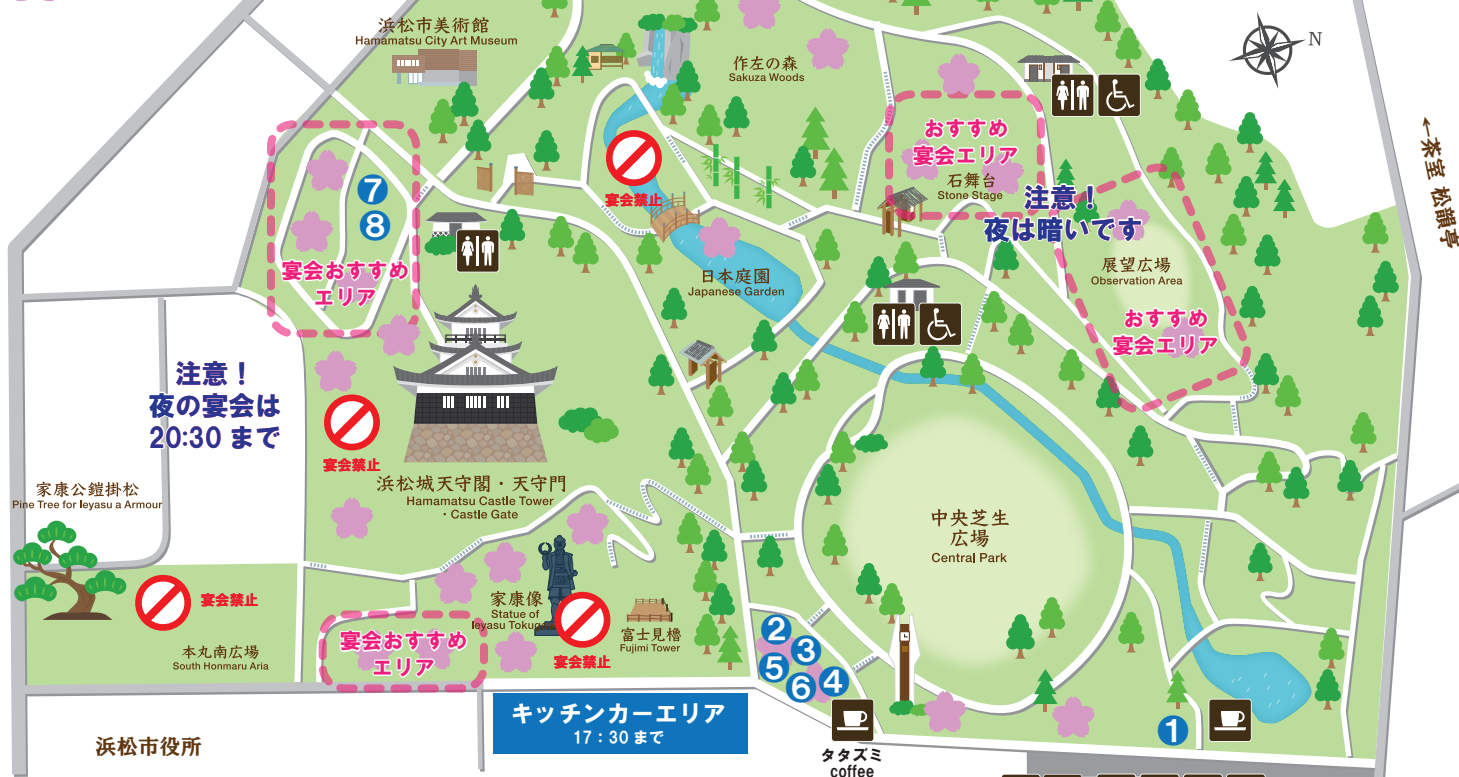 浜松市美術館
Hamamatsu City Art Museum
作左の森
Sakuza Woods
N
←茶室 松韻亭
おすすめ
宴会エリア
石舞台
Stone Stage
注意！
夜は暗いです
展望広場
Observation Area
おすすめ
宴会エリア
宴会禁止
7
8
宴会おすすめ
エリア
日本庭園
Japanese Garden
注意！
夜の宴会は
20:30 まで
宴会禁止
浜松城天守閣・天守門
Hamamatsu Castle Tower
・Castle Gate
家康公鎧掛松
Pine Tree for Ieyasu a Armour
宴会禁止
本丸南広場
South Honmaru Aria
中央芝生
広場
Central Park
家康像
Statue of
Ieyasu Tokug
宴会禁止
富士見櫓
Fujimi Tower
宴会おすすめ
エリア
2
3
5
6
4
1
キッチンカーエリア
17：30 まで
タタズミ
coffee
浜松市役所